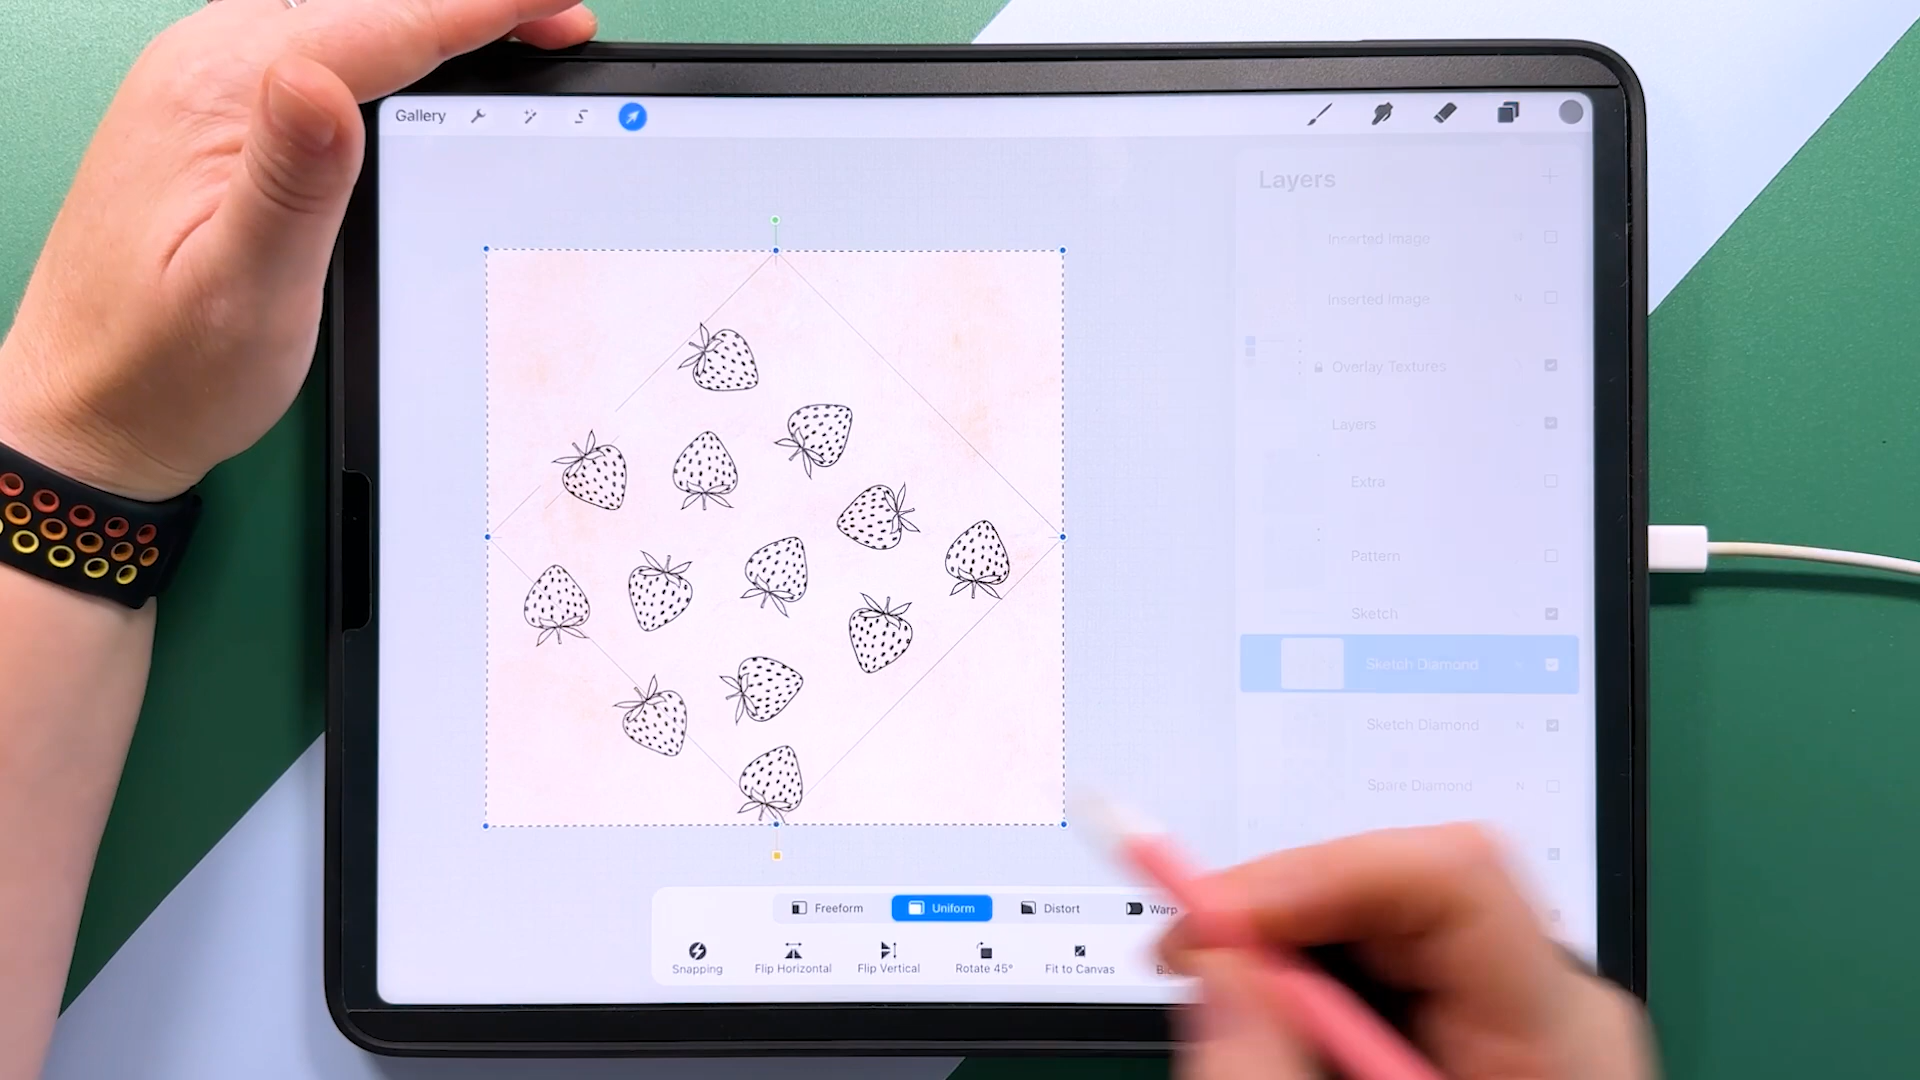 Gallery
Layers
Inserted Image
Inserted Image N
Overlay Textures
Layers
Extra
Pattern
Sketch
Sketch Diamond N
Sketch Diamond N
Spare Diamond N
Freeform Uniform Distort Warp
Snapping Flip Horizontal Flip Vertical Rotate 45° Fit to Canvas